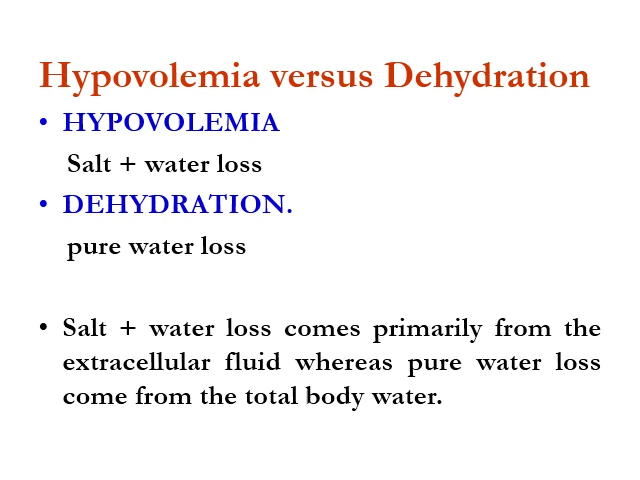 Hypovolemia versus Dehydration
• HYPOVOLEMIA
Salt + water loss
• DEHYDRATION.
pure water loss
• Salt + water loss comes primarily from the
extracellular fluid whereas pure water loss
come from the total body water.